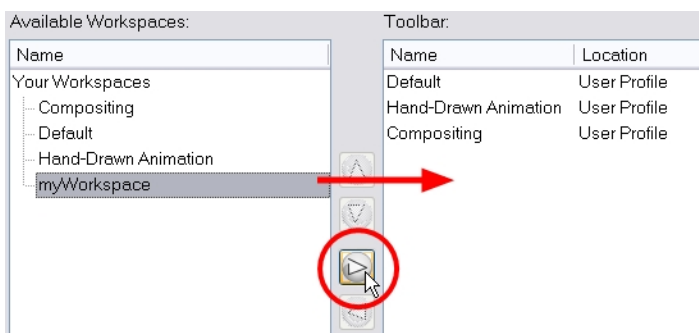 Available Workspaces:
Name
Your Workspaces
Compositing
Default
Hand-Drawn Animation
myWorkspace
Toolbar:
Name Location
Default User Profile
Hand-Drawn Animation User Profile
Compositing User Profile